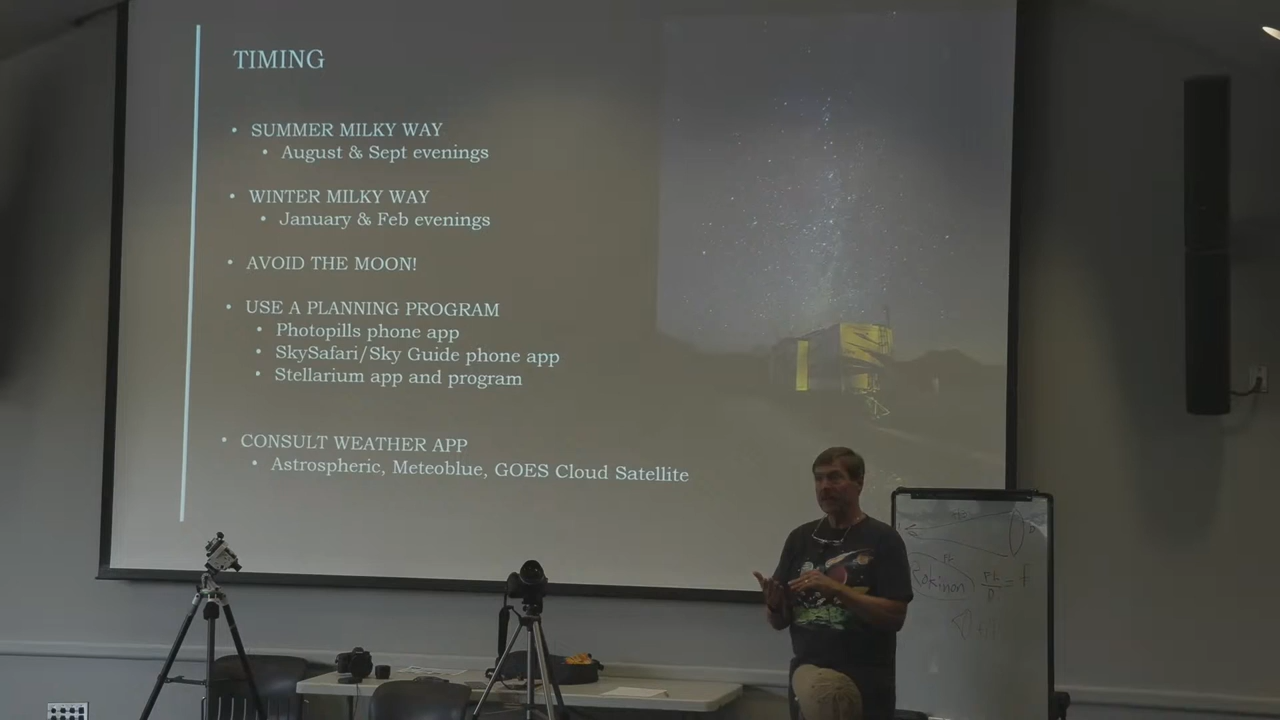 TIMING
• SUMMER MILKY WAY
• August & Sept evenings
• WINTER MILKY WAY
• January & Feb evenings
• AVOID THE MOON!
• USE A PLANNING PROGRAM
• Photopills phone app
• SkySafari/Sky Guide phone app
• Stellarium app and program
• CONSULT WEATHER APP
• Astrospheric, Meteoblue, GOES Cloud Satellite
Rokinon